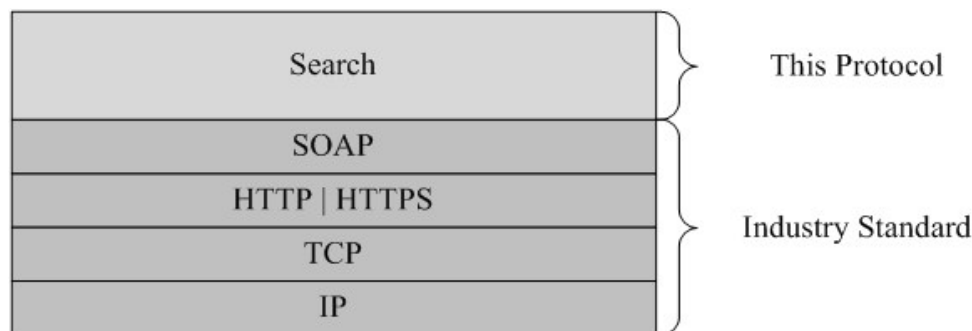 Search
This Protocol
SOAP
HTTP | HTTPS
TCP
IP
Industry Standard